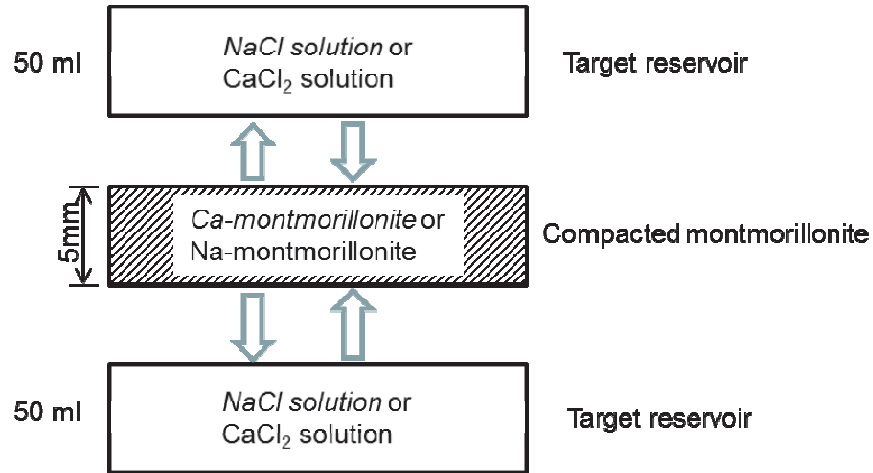 50 ml
NaCl solution or
CaCl₂ solution
Target reservoir
5mm
Ca-montmorillonite or
Na-montmorillonite
Compacted montmorillonite
50 ml
NaCl solution or
CaCl₂ solution
Target reservoir